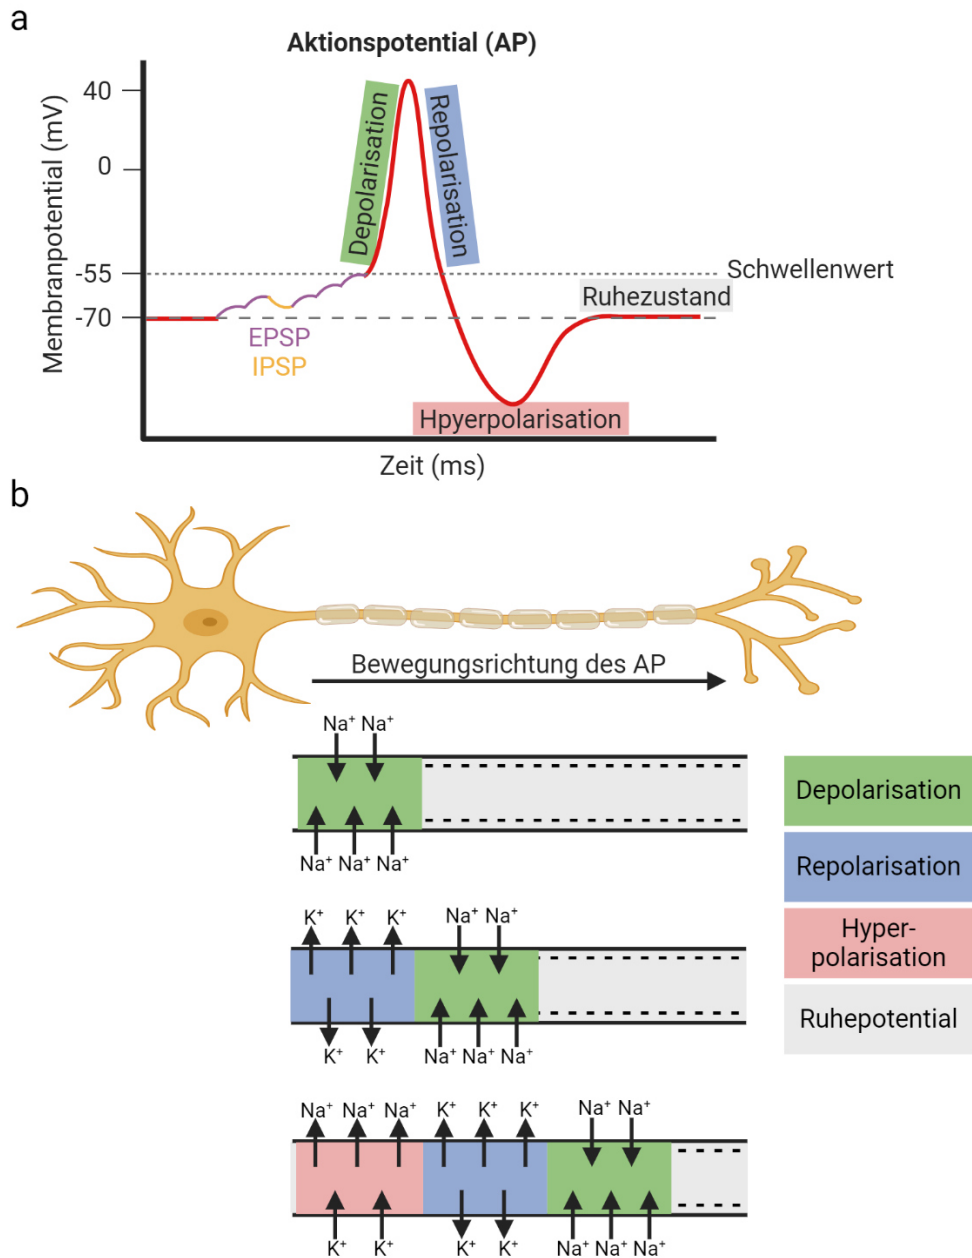 a
Aktionspotential (AP)
Membranpotential (mV)
40
0
-55
-70
Depolarisation
Repolarisation
Schwellenwert
Ruhezustand
EPSP
IPSP
Hpyerpolarisation
Zeit (ms)
b
Bewegungsrichtung des AP
Na⁺ Na⁺
Na⁺ Na⁺ Na⁺
Depolarisation
Repolarisation
Hyper-
polarisation
Ruhepotential
K⁺ K⁺ K⁺ Na⁺ Na⁺
K⁺ K⁺ Na⁺ Na⁺ Na⁺
Na⁺ Na⁺ Na⁺ K⁺ K⁺ K⁺ Na⁺ Na⁺
K⁺ K⁺ K⁺ K⁺ Na⁺ Na⁺ Na⁺